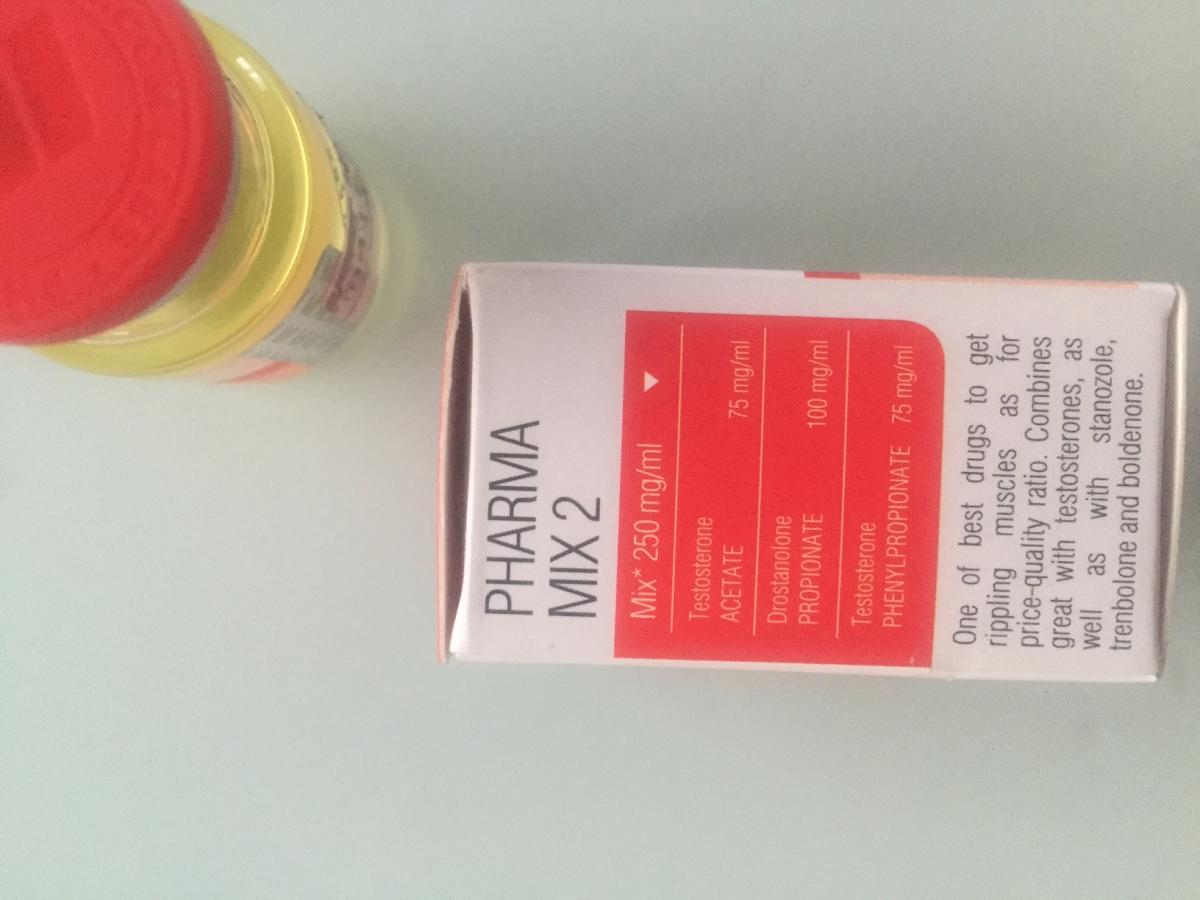 PHARMA
MIX 2
Mix* 250 mg/ml
Testosterone
ACETATE 75 mg/ml
Drostanolone
PROPIONATE 100 mg/ml
Testosterone
PHENYLPROPIONATE 75 mg/ml
One of best drugs to get
rippling muscles as for
price-quality ratio. Combines
great with testosterones, as
well as with stanozole,
trenbolone and boldenone.